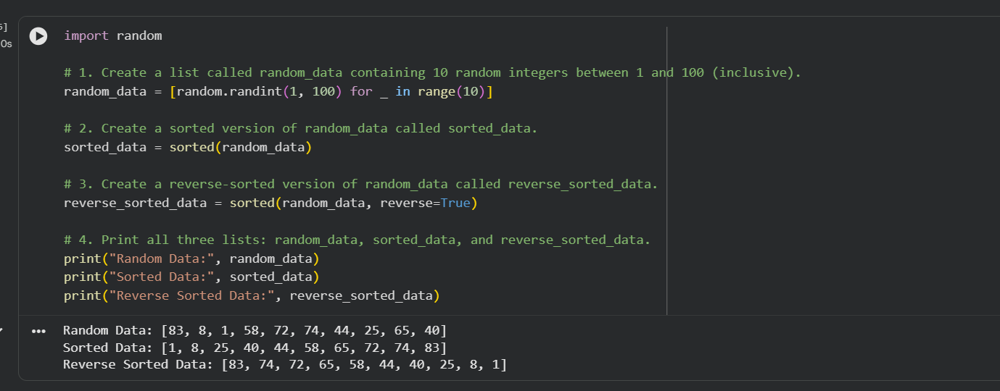 5]
0s
import random
# 1. Create a list called random_data containing 10 random integers between 1 and 100 (inclusive).
random_data = [random.randint(1, 100) for _ in range(10)]
# 2. Create a sorted version of random_data called sorted_data.
sorted_data = sorted(random_data)
# 3. Create a reverse-sorted version of random_data called reverse_sorted_data.
reverse_sorted_data = sorted(random_data, reverse=True)
# 4. Print all three lists: random_data, sorted_data, and reverse_sorted_data.
print("Random Data:", random_data)
print("Sorted Data:", sorted_data)
print("Reverse Sorted Data:", reverse_sorted_data)
Random Data: [83, 8, 1, 58, 72, 74, 44, 25, 65, 40]
Sorted Data: [1, 8, 25, 40, 44, 58, 65, 72, 74, 83]
Reverse Sorted Data: [83, 74, 72, 65, 58, 44, 40, 25, 8, 1]